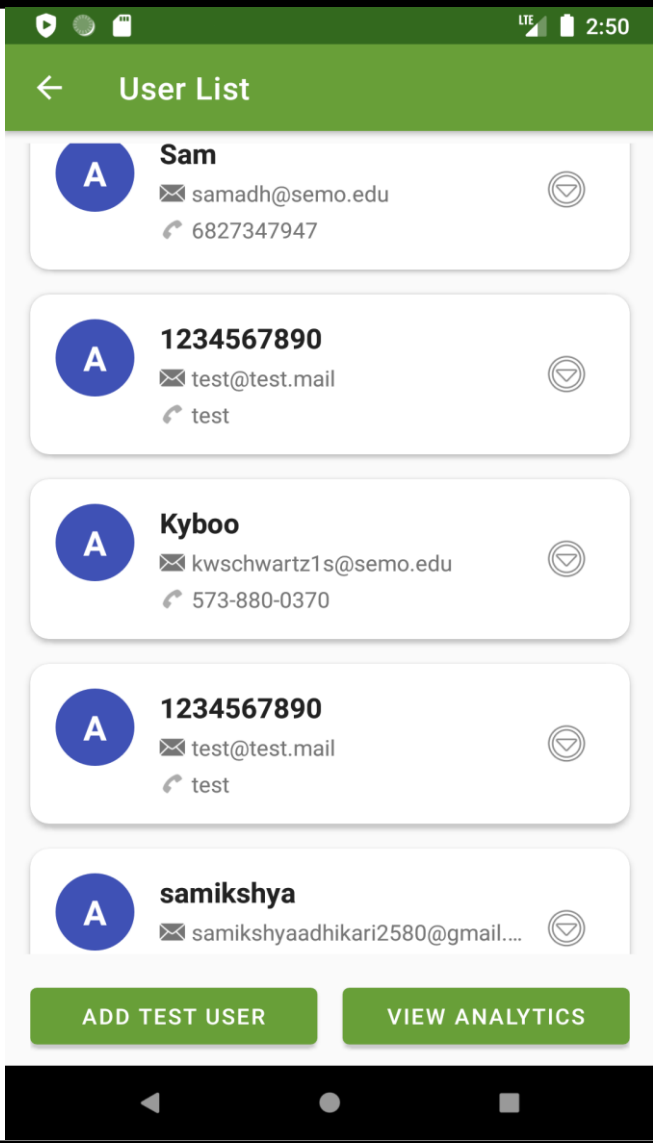 LTE 2:50
User List
A
Sam
samadh@semo.edu
6827347947
A
1234567890
test@test.mail
test
A
Kyboo
kwschwartz1s@semo.edu
573-880-0370
A
1234567890
test@test.mail
test
A
samikshya
samikshyaadhikari2580@gmail....
ADD TEST USER
VIEW ANALYTICS